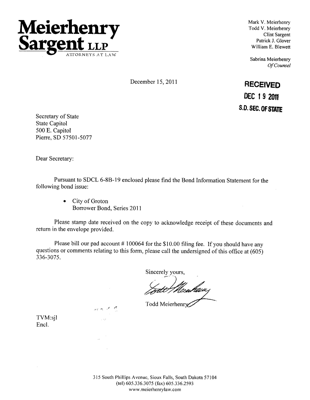 Meierhenry
Sargent LLP
ATTORNEYS AT LAW
Mark V. Meierhenry
Todd V. Meierhenry
Clint Sargent
Patrick J. Glover
William E. Blewett
Sabrina Meierhenry
Of Counsel
December 15, 2011
RECEIVED
DEC 19 2011
S.D. SEC. OF STATE
Secretary of State
State Capitol
500 E. Capitol
Pierre, SD 57501-5077
Dear Secretary:
Pursuant to SDCL 6-8B-19 enclosed please find the Bond Information Statement for the
following bond issue:
• City of Groton
Borrower Bond, Series 2011
Please stamp date received on the copy to acknowledge receipt of these documents and
return in the envelope provided.
Please bill our pad account # 100064 for the $10.00 filing fee. If you should have any
questions or comments relating to this form, please call the undersigned of this office at (605)
336-3075.
Sincerely yours,
Todd Meierhenry
Todd Meierhenry
TVM:sjl
Encl.
315 South Phillips Avenue, Sioux Falls, South Dakota 57104
(tel) 605.336.3075 (fax) 605.336.2593
www.meierhenrylaw.com